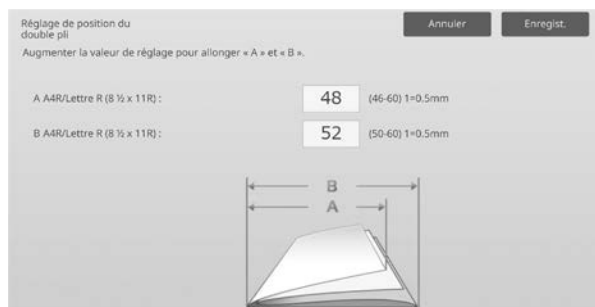 Réglage de position du
double pli
Annuler
Enregist.
Augmenter la valeur de réglage pour allonger « A » et « B ».
A A4R/Lettre R (8 ½ x 11R) : 48 (46-60) 1=0.5mm
B A4R/Lettre R (8 ½ x 11R) : 52 (50-60) 1=0.5mm
B
A